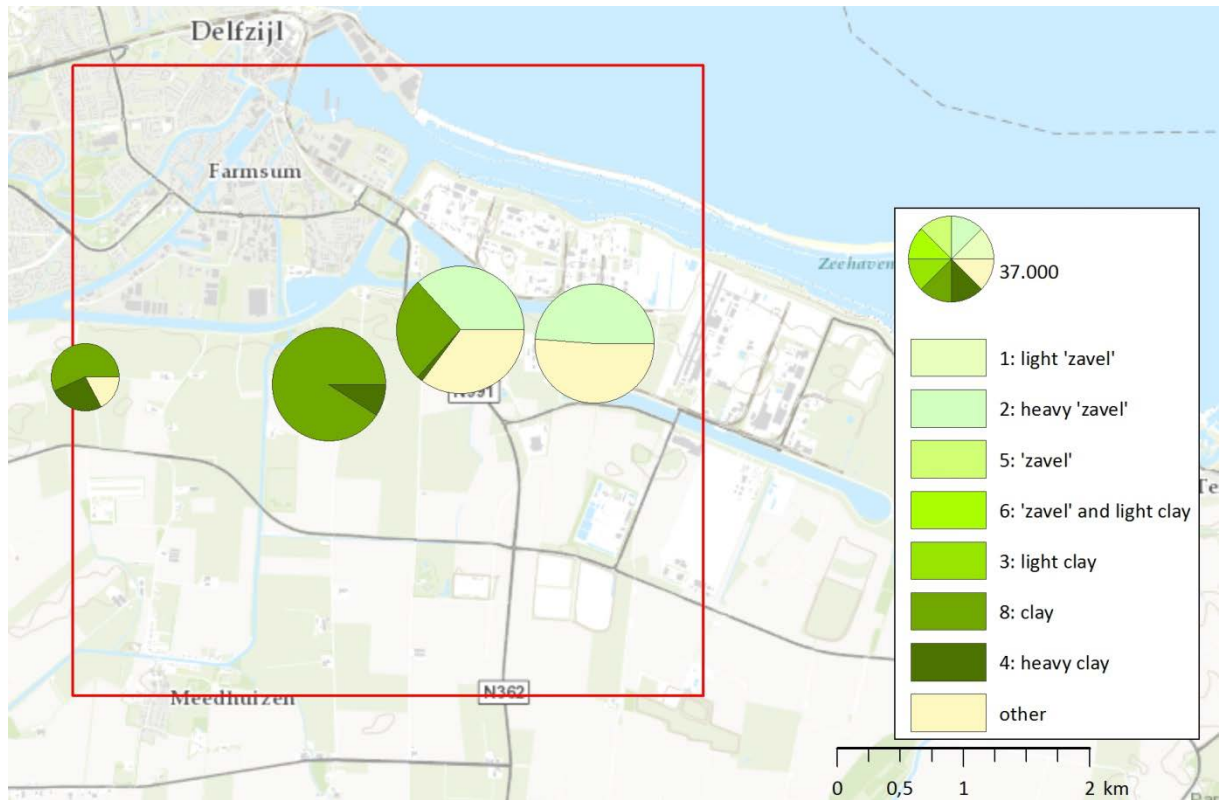 Delfzijl
Farmsum
Zeehaven
37.000
1: light 'zavel'
2: heavy 'zavel'
5: 'zavel'
6: 'zavel' and light clay
3: light clay
8: clay
4: heavy clay
other
N991
Meedhuizen
N362
0 0,5 1 2 km